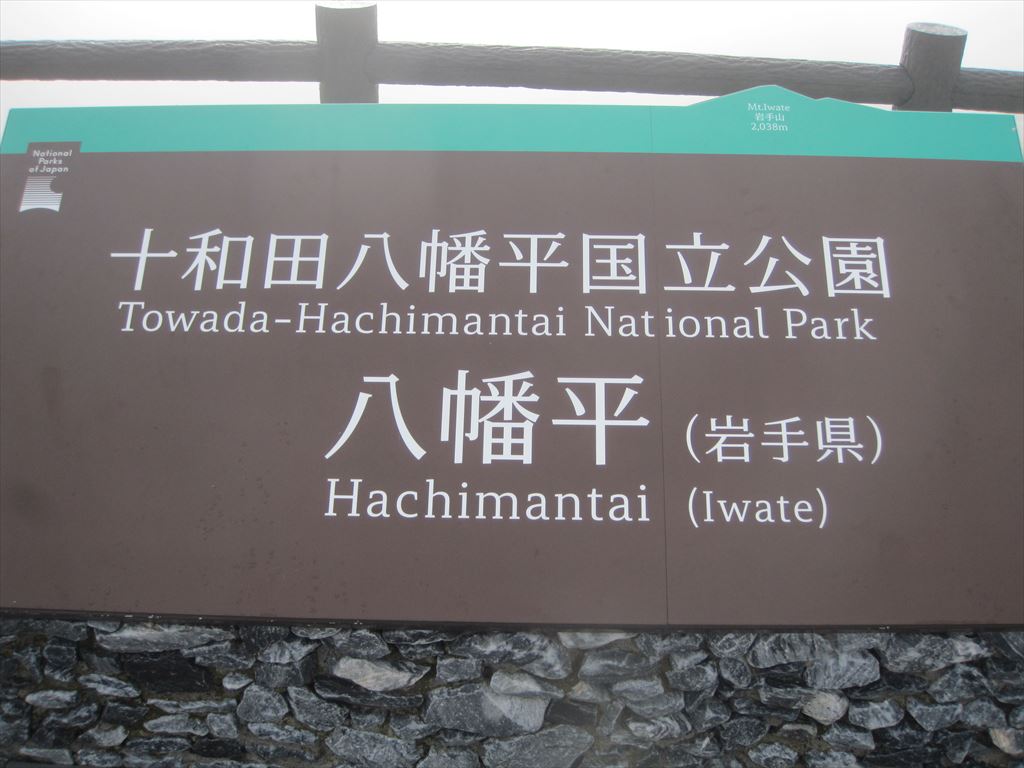 Mt.Iwate
岩手山
2,038m
National
Parks
of Japan
十和田八幡平国立公園
Towada-Hachimantai National Park
八幡平 (岩手県)
Hachimantai (Iwate)